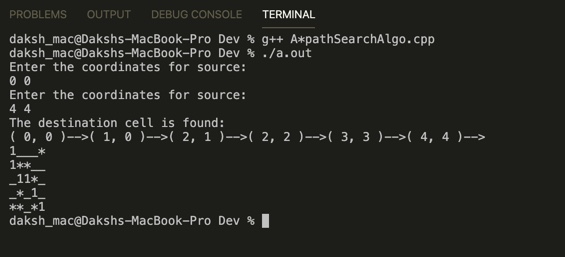 PROBLEMS OUTPUT DEBUG CONSOLE TERMINAL
daksh_mac@Dakshs-MacBook-Pro Dev % g++ A*pathSearchAlgo.cpp
daksh_mac@Dakshs-MacBook-Pro Dev % ./a.out
Enter the coordinates for source:
0 0
Enter the coordinates for source:
4 4
The destination cell is found:
( 0, 0 )-->( 1, 0 )-->( 2, 1 )-->( 2, 2 )-->( 3, 3 )-->( 4, 4 )-->
1___*
1**__
_11*_
_*_1_
**_*1
daksh_mac@Dakshs-MacBook-Pro Dev %